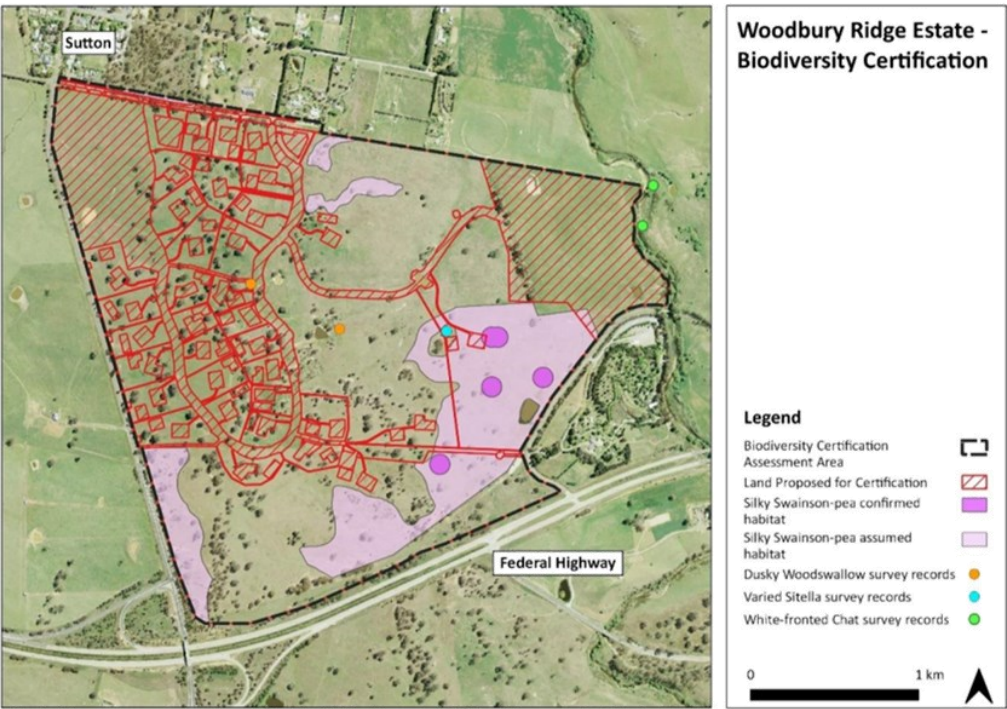 Sutton
Federal Highway
Woodbury Ridge Estate -
Biodiversity Certification
Legend
Biodiversity Certification
Assessment Area
Land Proposed for Certification
Silky Swainson-pea confirmed
habitat
Silky Swainson-pea assumed
habitat
Dusky Woodswallow survey records
Varied Sitella survey records
White-fronted Chat survey records
0 1 km